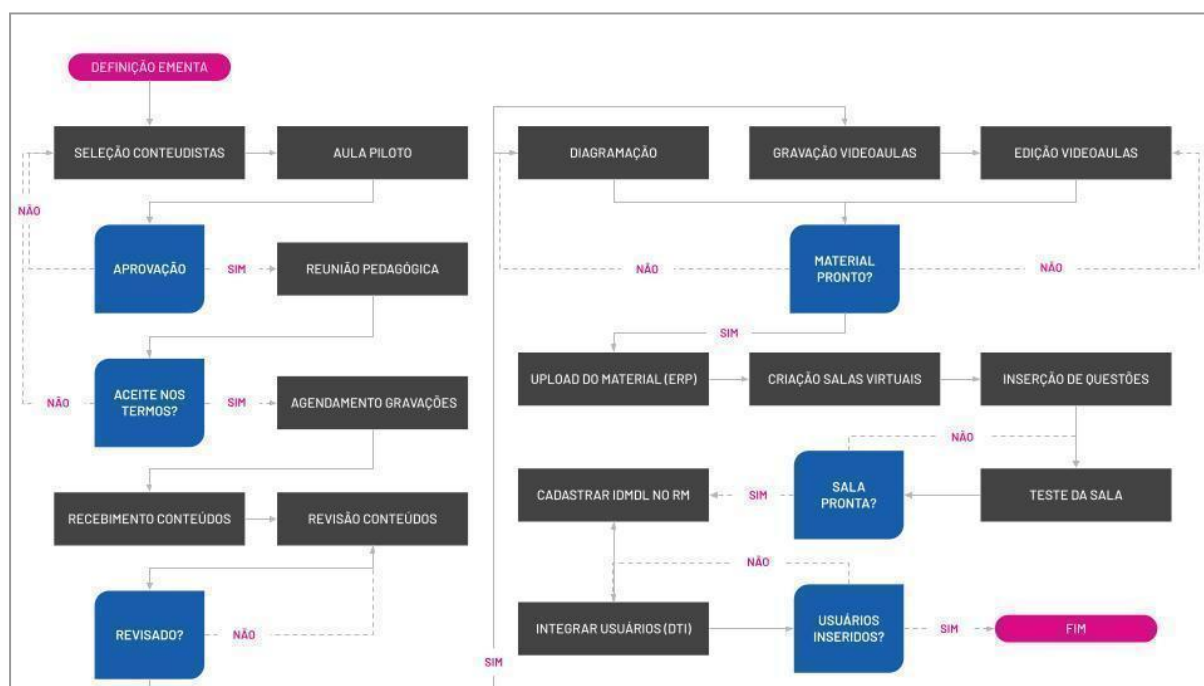 DEFINIÇÃO EMENTA
SELEÇÃO CONTEUDISTAS
AULA PILOTO
NÃO
APROVAÇÃO
SIM
REUNIÃO PEDAGÓGICA
NÃO
ACEITE NOS
TERMOS?
SIM
AGENDAMENTO GRAVAÇÕES
RECEBIMENTO CONTEÚDOS
REVISÃO CONTEÚDOS
REVISADO?
NÃO
SIM
DIAGRAMAÇÃO
GRAVAÇÃO VIDEOAULAS
EDIÇÃO VIDEOAULAS
NÃO
MATERIAL
PRONTO?
NÃO
SIM
UPLOAD DO MATERIAL (ERP)
CRIAÇÃO SALAS VIRTUAIS
INSERÇÃO DE QUESTÕES
NÃO
CADASTRAR IDMDL NO RM
SIM
SALA
PRONTA?
TESTE DA SALA
NÃO
INTEGRAR USUÁRIOS (DTI)
USUÁRIOS
INSERIDOS?
SIM
FIM